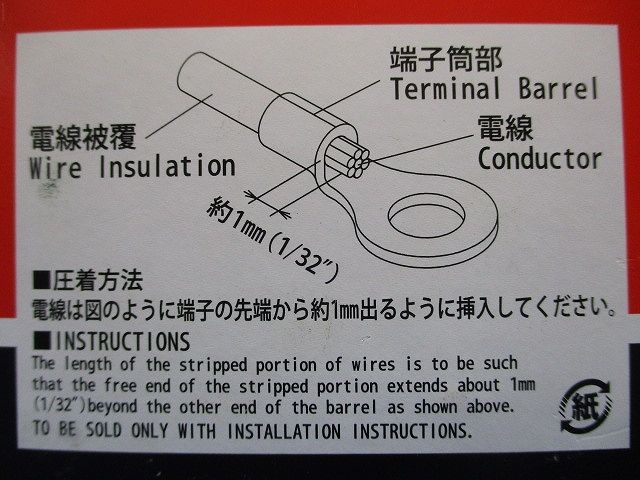 端子筒部
Terminal Barrel
電線
Conductor
電線被覆
Wire Insulation
約1mm(1/32")
■圧着方法
電線は図のように端子の先端から約1mm出るように挿入してください。
■INSTRUCTIONS
The length of the stripped portion of wires is to be such
that the free end of the stripped portion extends about 1mm
(1/32")beyond the other end of the barrel as shown above.
TO BE SOLD ONLY WITH INSTALLATION INSTRUCTIONS.
紙